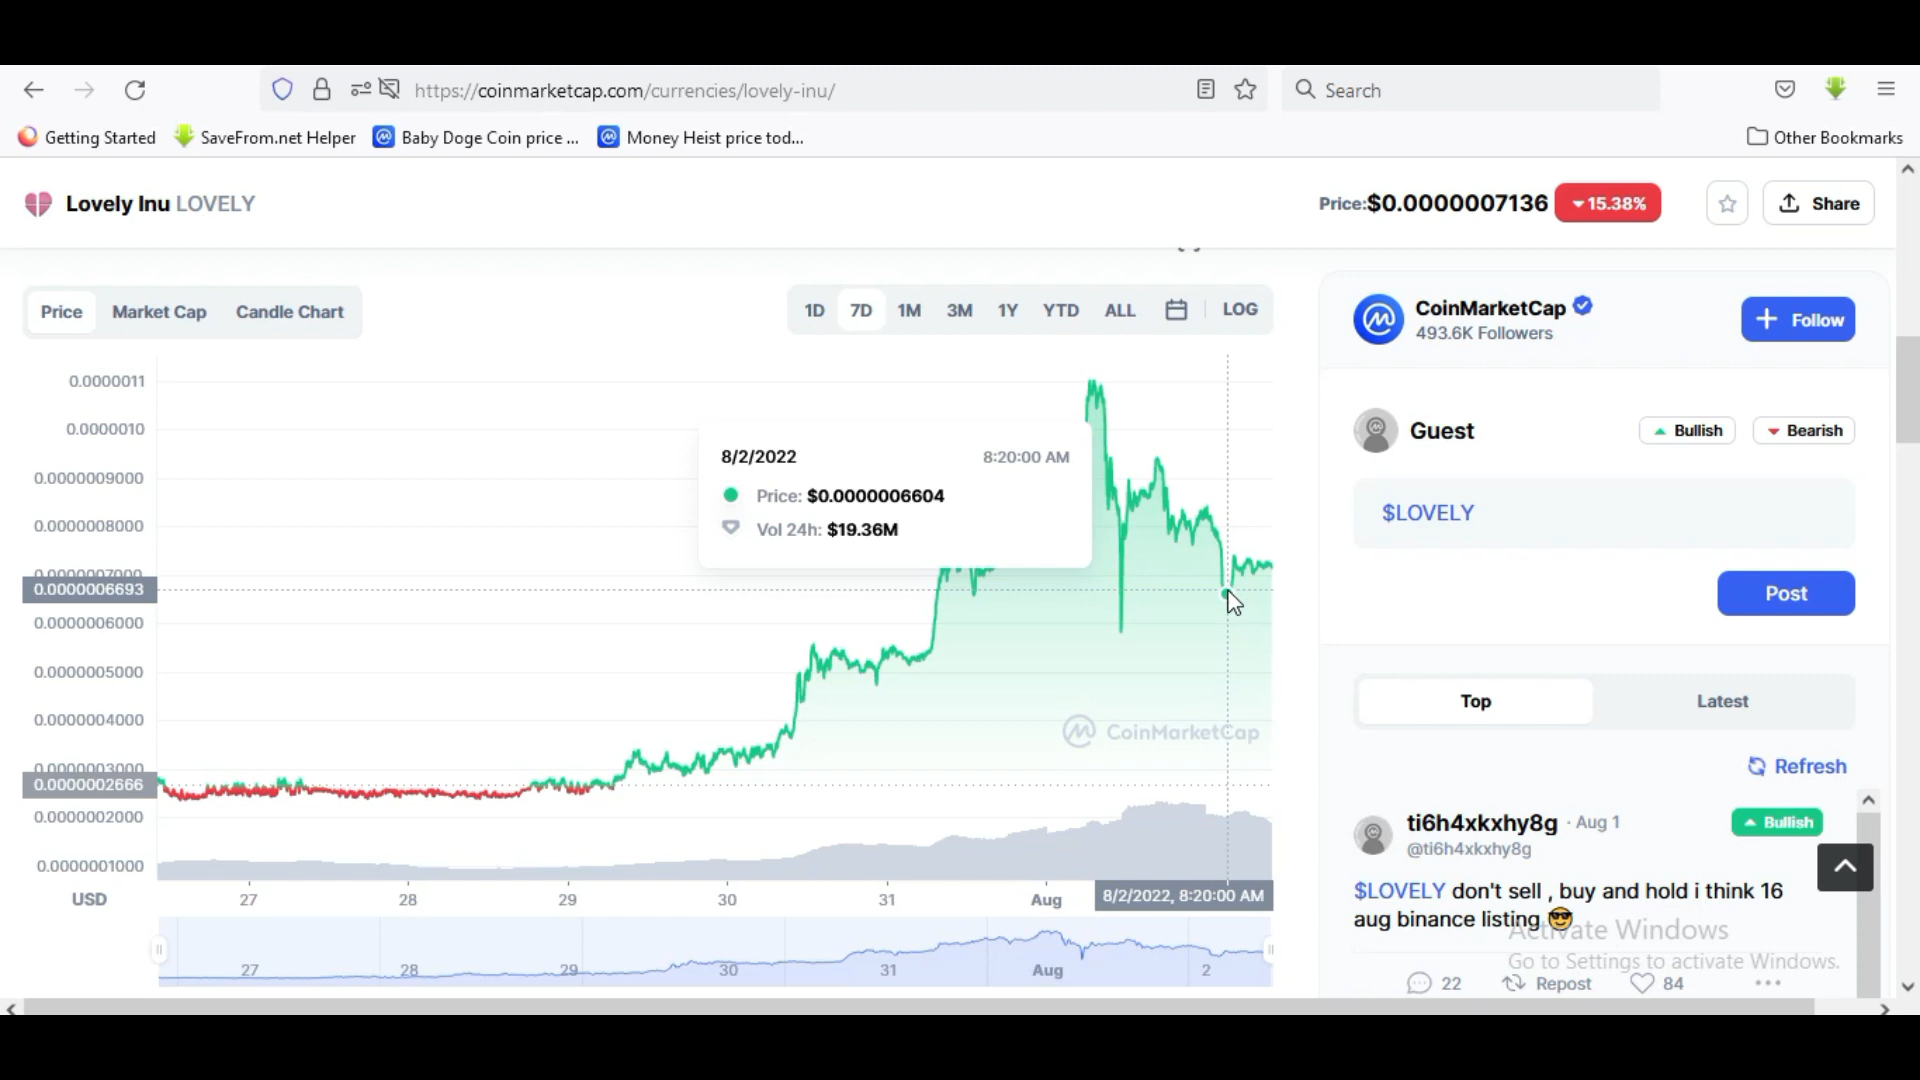 https://coinmarketcap.com/currencies/lovely-inu/
Search
Getting Started
SaveFrom.net Helper
Baby Doge Coin price ...
Money Heist price tod...
Other Bookmarks
Lovely Inu LOVELY
Price:$0.0000007136
15.38%
Share
Price
Market Cap
Candle Chart
1D
7D
1M
3M
1Y
YTD
ALL
LOG
0.0000011
0.0000010
0.0000009000
0.0000008000
0.0000007000
0.0000006693
0.0000006000
0.0000005000
0.0000004000
0.0000003000
0.0000002666
0.0000002000
0.0000001000
USD
8/2/2022
8:20:00 AM
Price: $0.0000006604
Vol 24h: $19.36M
CoinMarketCap
27
28
29
30
31
Aug
8/2/2022, 8:20:00 AM
27
28
29
30
31
Aug
2
CoinMarketCap
493.6K Followers
Follow
Guest
Bullish
Bearish
$LOVELY
Post
Top
Latest
Refresh
ti6h4xkxhy8g · Aug 1
@ti6h4xkxhy8g
Bullish
$LOVELY don't sell , buy and hold i think 16
aug binance listing 😎
Activate Windows
Go to Settings to activate Windows.
22
Repost
84